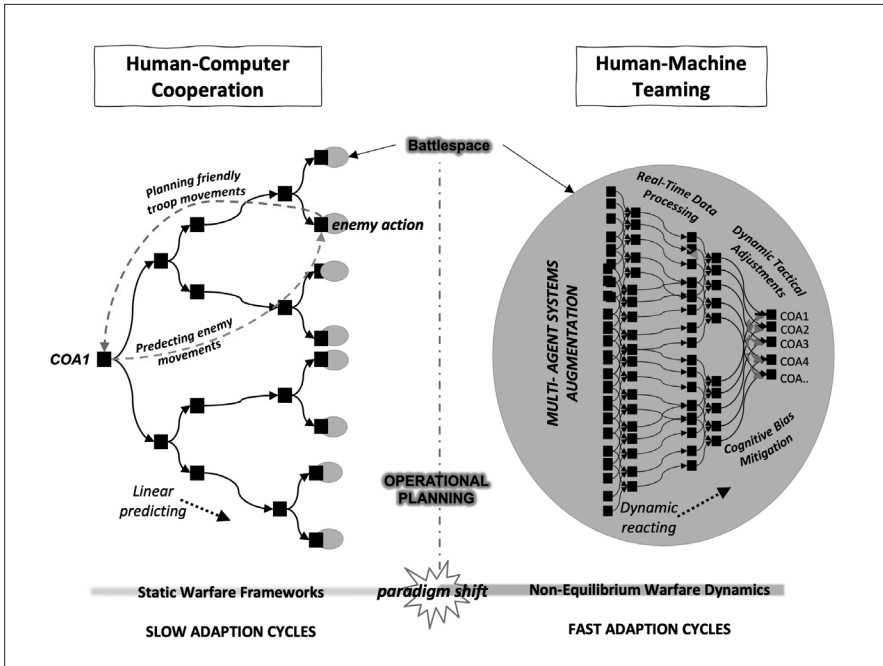 Human-Computer
Cooperation
Human-Machine
Teaming
Battlespace
Planning friendly
troop movements
enemy action
Predecting enemy
movements
COA1
Linear
predicting
OPERATIONAL
PLANNING
MULTI- AGENT SYSTEMS
AUGMENTATION
Real-Time Data
Processing
Dynamic Tactical
Adjustments
COA1
COA2
COA3
COA4
COA..
Cognitive Bias
Mitigation
Dynamic
reacting
Static Warfare Frameworks
paradigm shift
Non-Equilibrium Warfare Dynamics
SLOW ADAPTION CYCLES
FAST ADAPTION CYCLES